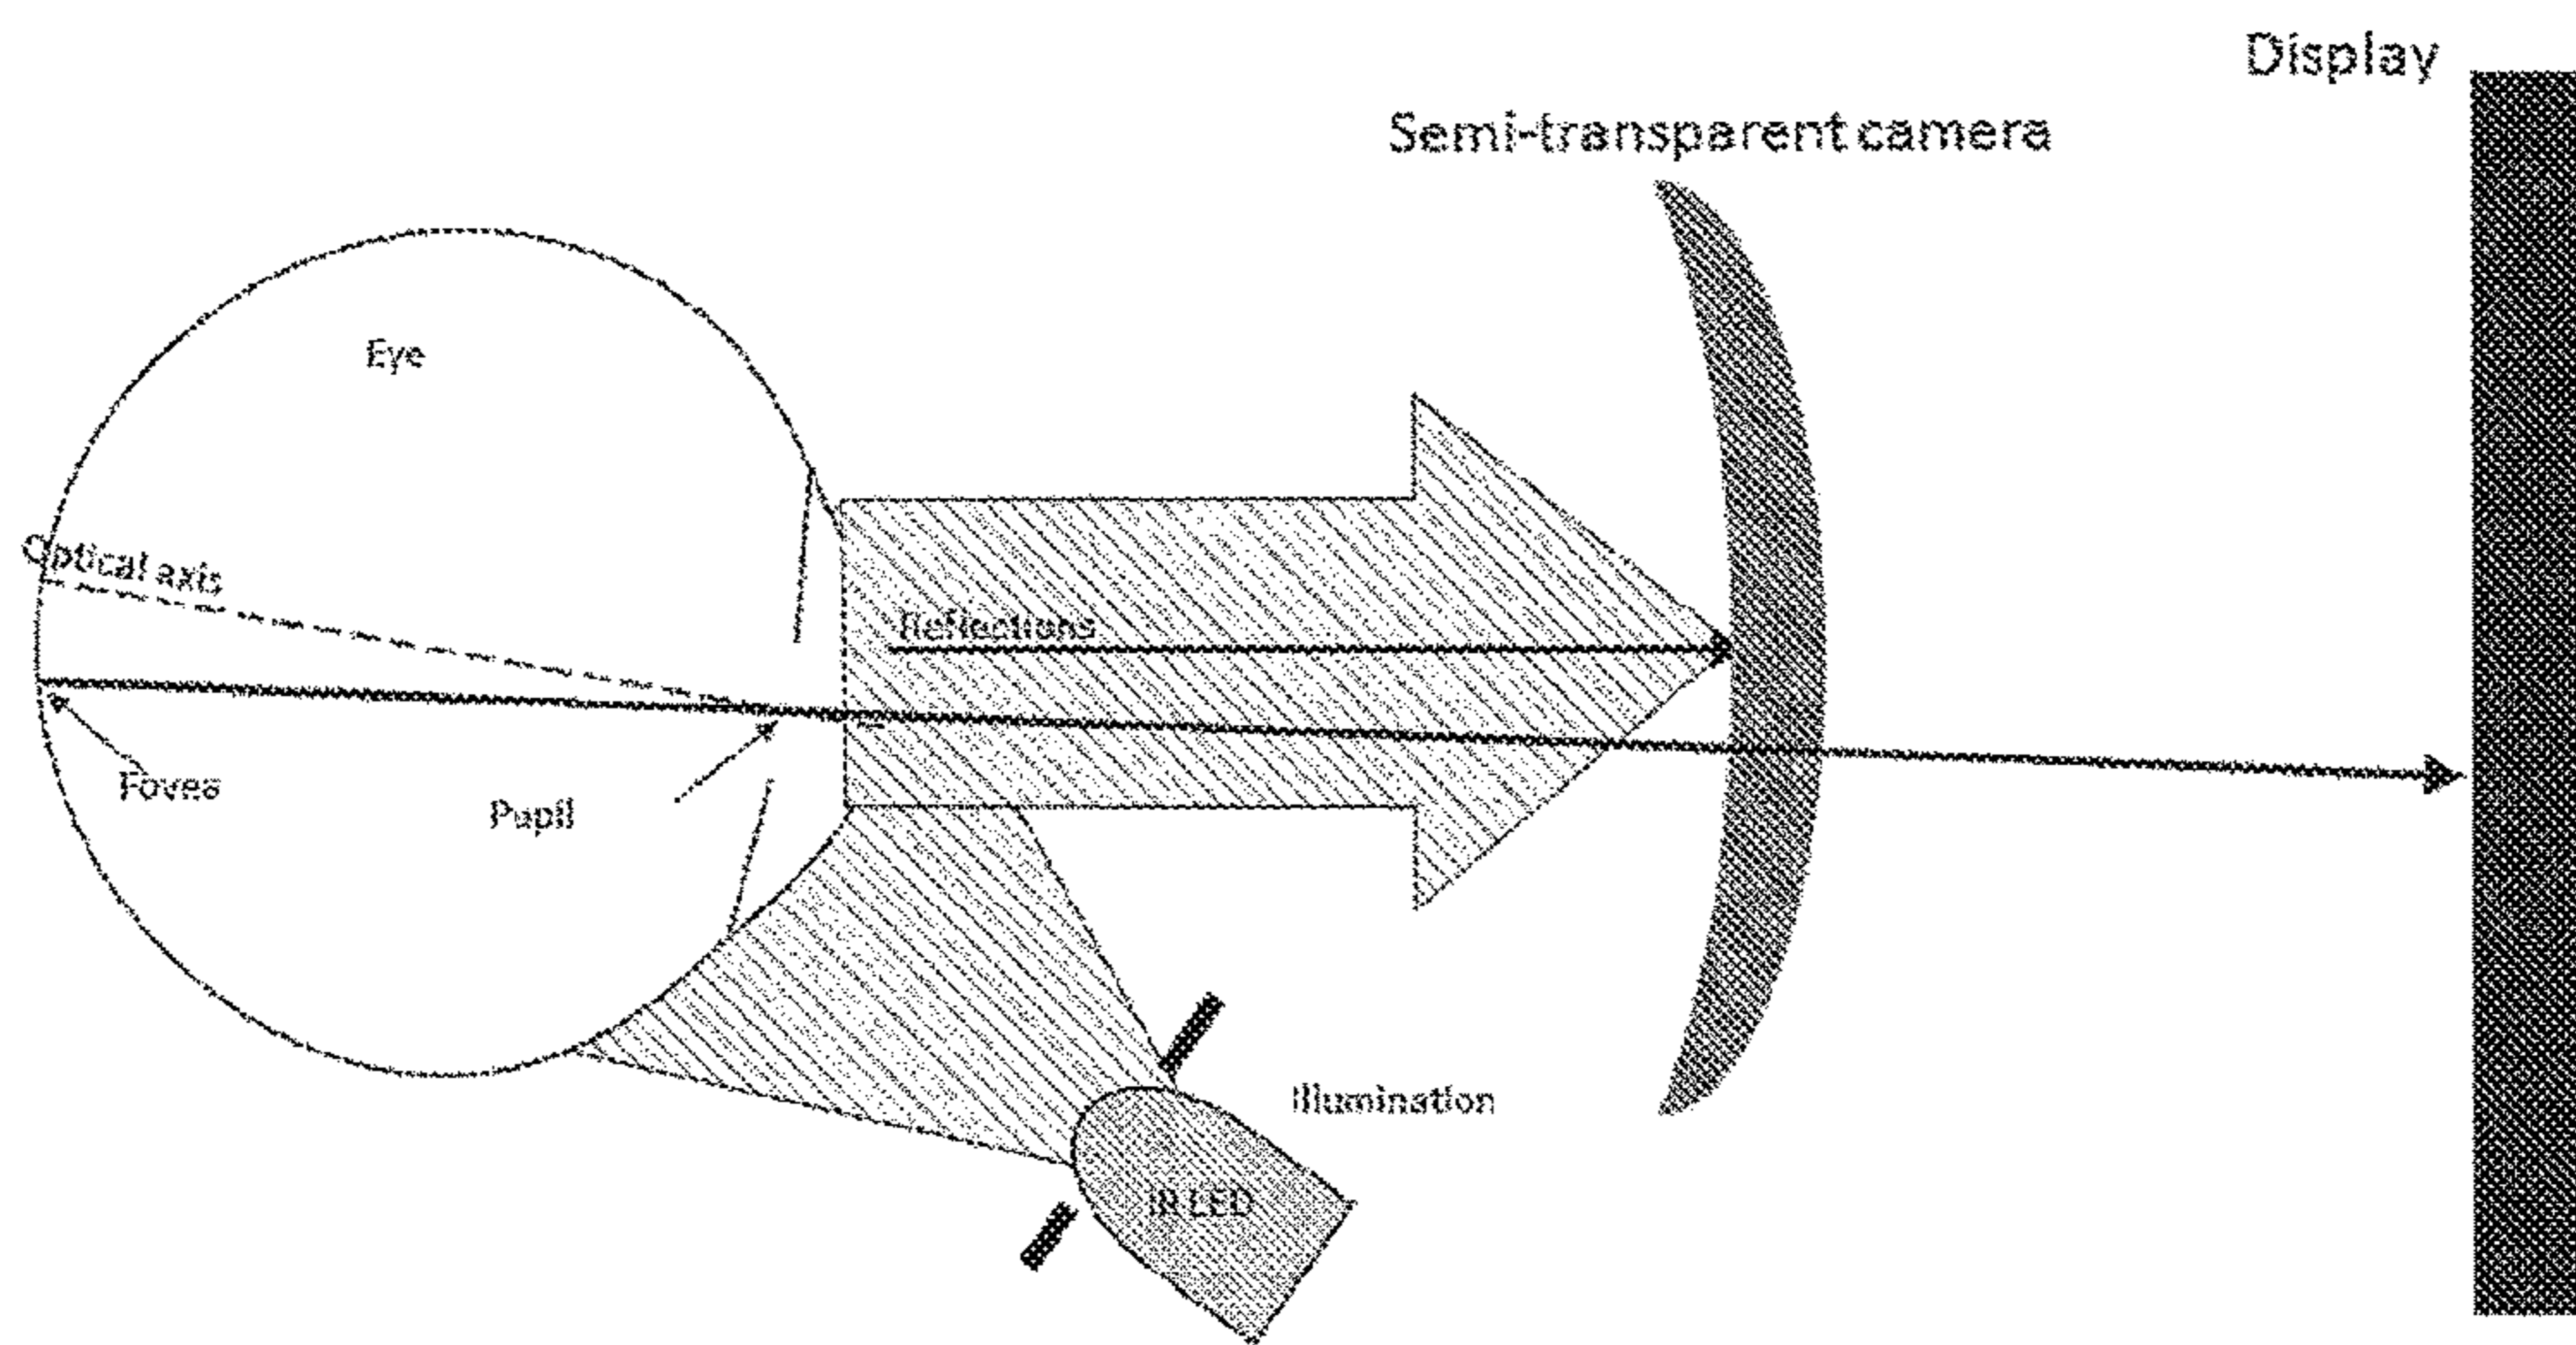 Display
Semi-transparent camera
Eye
Optical axis
Reflections
Fovea
Pupil
Illumination
IR LED